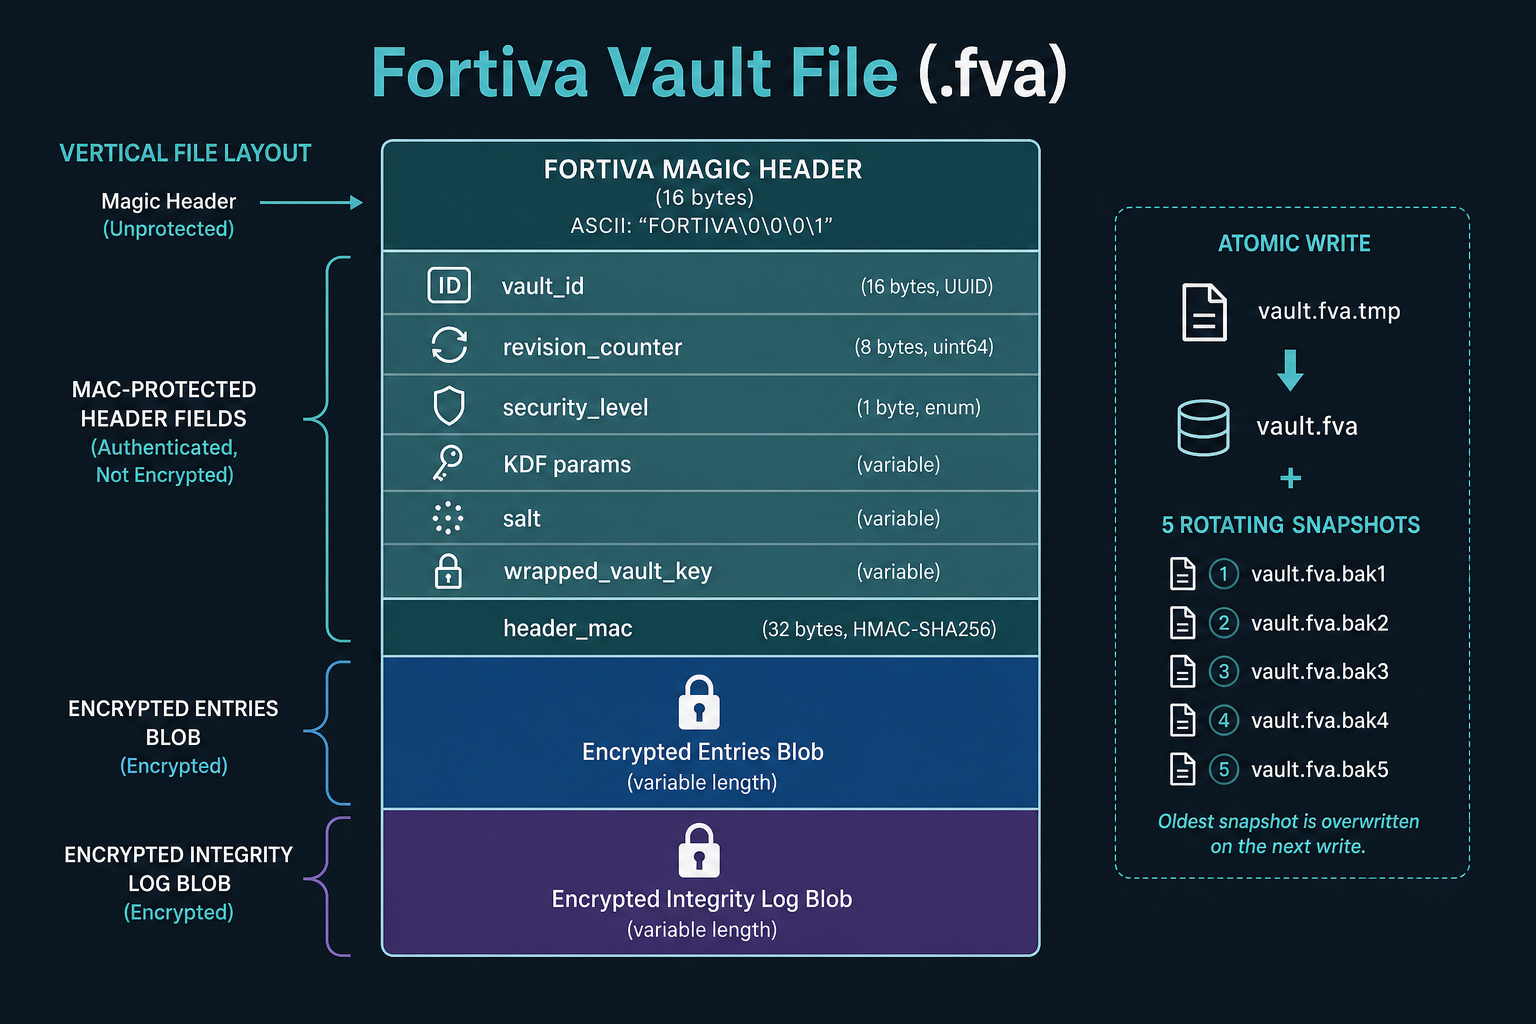 Fortiva Vault File (.fva)
VERTICAL FILE LAYOUT
Magic Header
(Unprotected)
MAC-PROTECTED
HEADER FIELDS
(Authenticated,
Not Encrypted)
ENCRYPTED ENTRIES
BLOB
(Encrypted)
ENCRYPTED INTEGRITY
LOG BLOB
(Encrypted)
FORTIVA MAGIC HEADER
(16 bytes)
ASCII: “FORTIVA\0\0\0\1”
ID vault_id (16 bytes, UUID)
revision_counter (8 bytes, uint64)
security_level (1 byte, enum)
KDF params (variable)
salt (variable)
wrapped_vault_key (variable)
header_mac (32 bytes, HMAC-SHA256)
Encrypted Entries Blob
(variable length)
Encrypted Integrity Log Blob
(variable length)
ATOMIC WRITE
vault.fva.tmp
vault.fva
+
5 ROTATING SNAPSHOTS
1 vault.fva.bak1
2 vault.fva.bak2
3 vault.fva.bak3
4 vault.fva.bak4
5 vault.fva.bak5
Oldest snapshot is overwritten
on the next write.